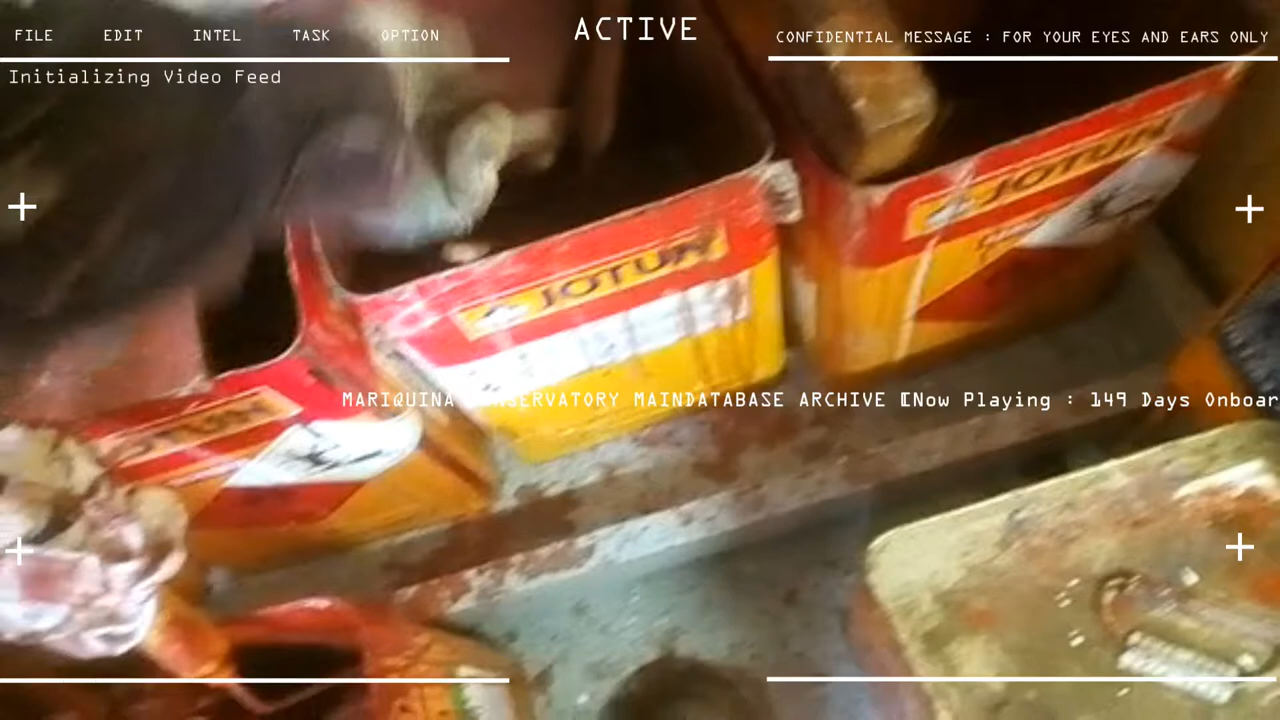 FILE EDIT INTEL TASK OPTION
ACTIVE
CONFIDENTIAL MESSAGE : FOR YOUR EYES AND EARS ONLY
Initializing Video Feed
JOTUN
JOTUN
JOTUN
MARIQUINA CONSERVATORY MAINDATABASE ARCHIVE [Now Playing : 149 Days Onboar